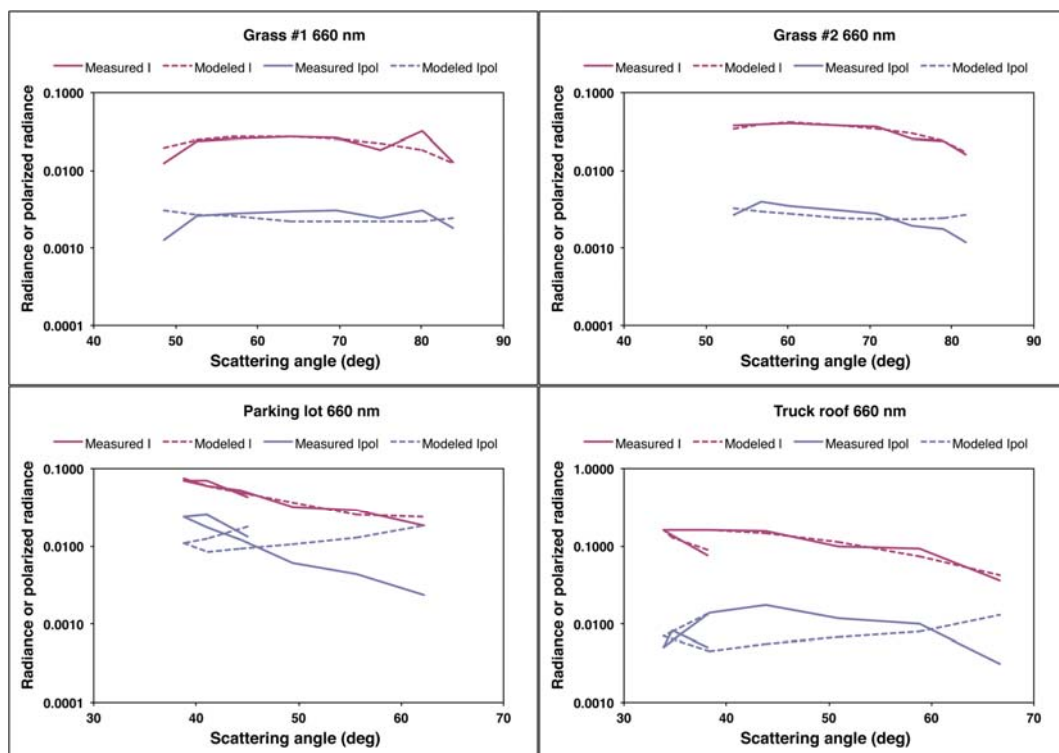 Grass #1 660 nm
Measured I Modeled I Measured Ipol Modeled Ipol
Radiance or polarized radiance
0.1000
0.0100
0.0010
0.0001
40 50 60 70 80 90
Scattering angle (deg)
Grass #2 660 nm
Measured I Modeled I Measured Ipol Modeled Ipol
Radiance or polarized radiance
0.1000
0.0100
0.0010
0.0001
40 50 60 70 80 90
Scattering angle (deg)
Parking lot 660 nm
Measured I Modeled I Measured Ipol Modeled Ipol
Radiance or polarized radiance
0.1000
0.0100
0.0010
0.0001
30 40 50 60 70
Scattering angle (deg)
Truck roof 660 nm
Measured I Modeled I Measured Ipol Modeled Ipol
Radiance or polarized radiance
1.0000
0.1000
0.0100
0.0010
30 40 50 60 70
Scattering angle (deg)